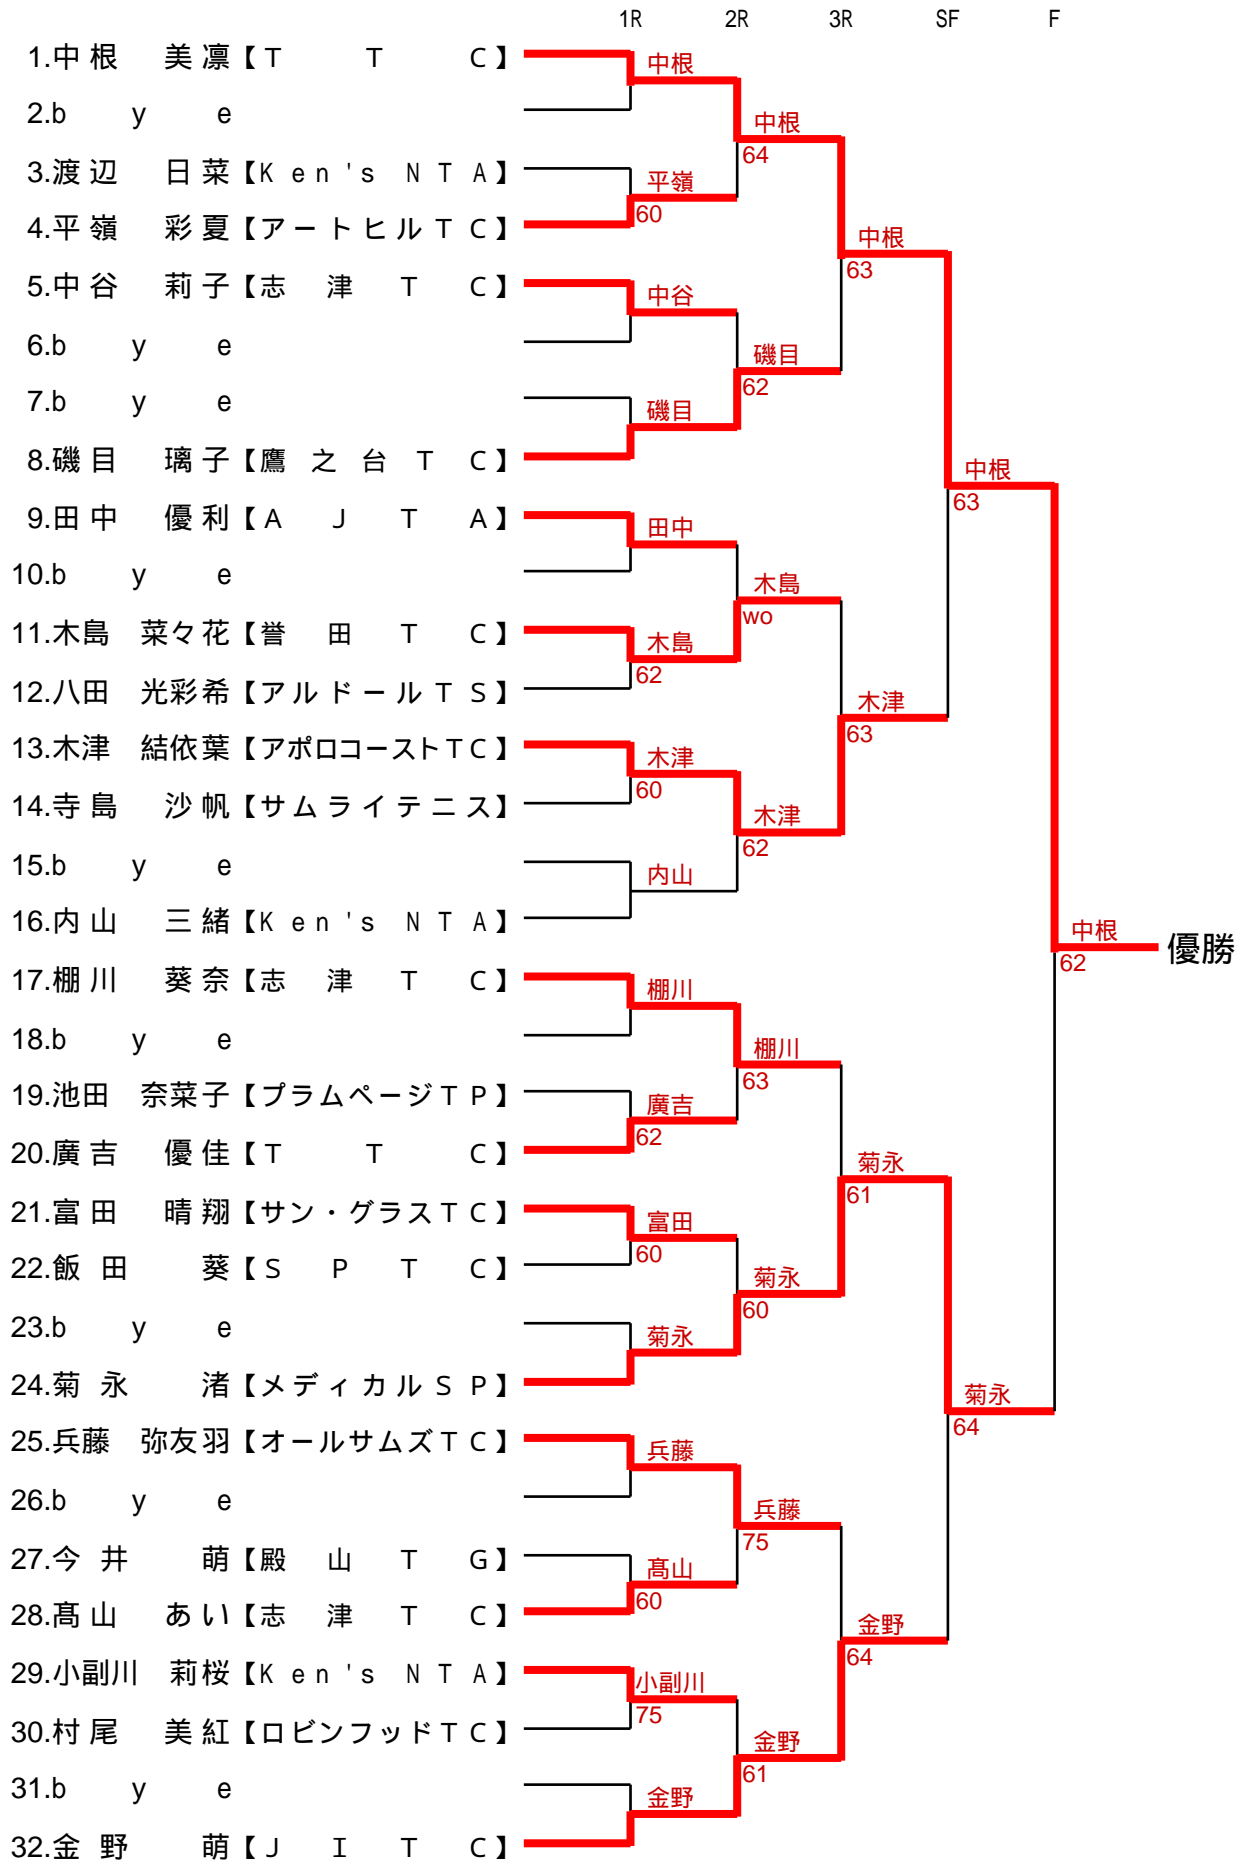 1R 2R 3R SF F
1.中根 美凛【T T C】
中根
2.b y e
中根
64
3.渡辺 日菜【Ken's NTA】
平嶺
60
4.平嶺 彩夏【アートヒルTC】
中根
63
5.中谷 莉子【志津TC】
中谷
6.b y e
磯目
62
7.b y e
磯目
8.磯目 璃子【鷹之台TC】
中根
63
9.田中 優利【AJTA】
田中
10.b y e
木島
wo
11.木島 菜々花【誉田TC】
木島
62
12.八田 光彩希【アルドールTS】
木津
63
13.木津 結依葉【アポロコーストTC】
木津
60
14.寺島 沙帆【サムライテニス】
木津
62
15.b y e
内山
16.内山 三緒【Ken's NTA】
中根
62
優勝
17.棚川 葵奈【志津TC】
棚川
18.b y e
棚川
63
19.池田 奈菜子【プラムページTP】
廣吉
62
20.廣吉 優佳【T T C】
菊永
61
21.富田 晴翔【サン・グラスTC】
富田
60
22.飯田 葵【SPTC】
菊永
60
23.b y e
菊永
24.菊永 渚【メディカルSP】
菊永
64
25.兵藤 弥友羽【オールサムズTC】
兵藤
26.b y e
兵藤
75
27.今井 萌【殿山TG】
髙山
60
28.髙山 あい【志津TC】
金野
64
29.小副川 莉桜【Ken's NTA】
小副川
75
30.村尾 美紅【ロビンフッドTC】
金野
61
31.b y e
金野
32.金野 萌【JITC】